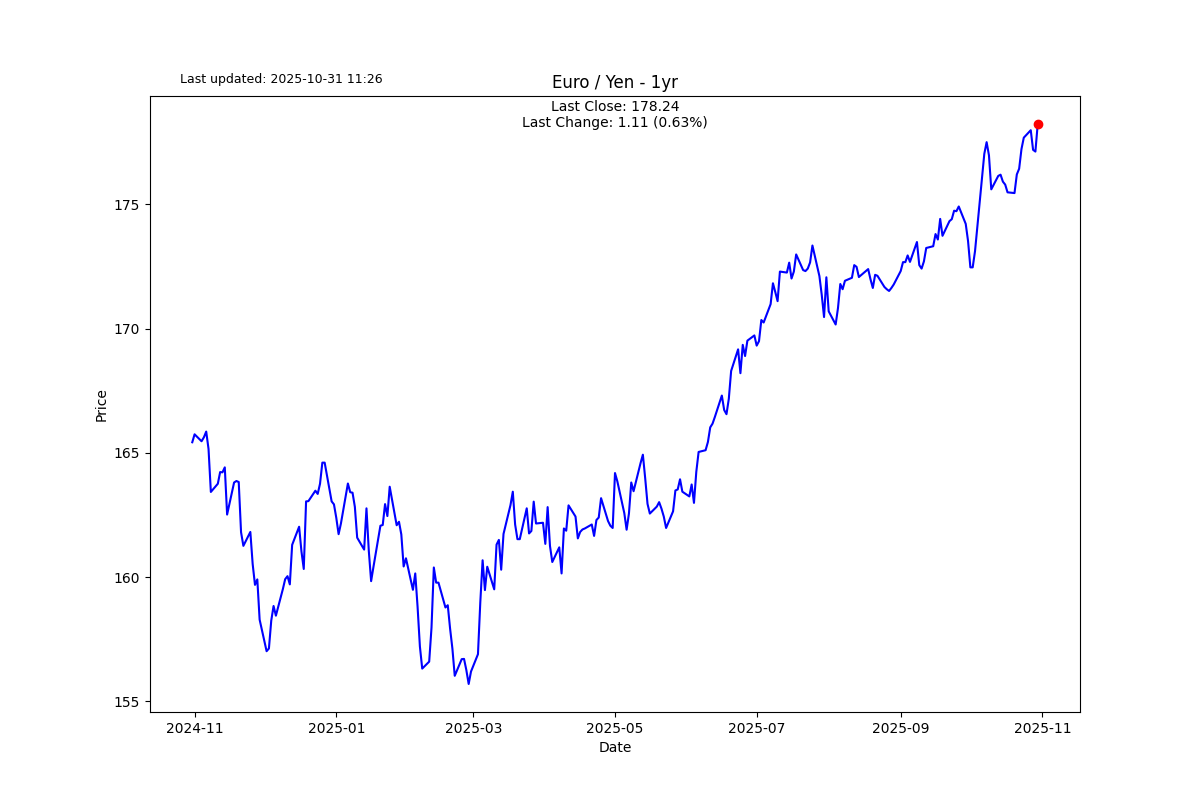 Last updated: 2025-10-31 11:26
Euro / Yen - 1yr
Last Close: 178.24
Last Change: 1.11 (0.63%)
175
170
165
160
155
Price
2024-11
2025-01
2025-03
2025-05
2025-07
2025-09
2025-11
Date